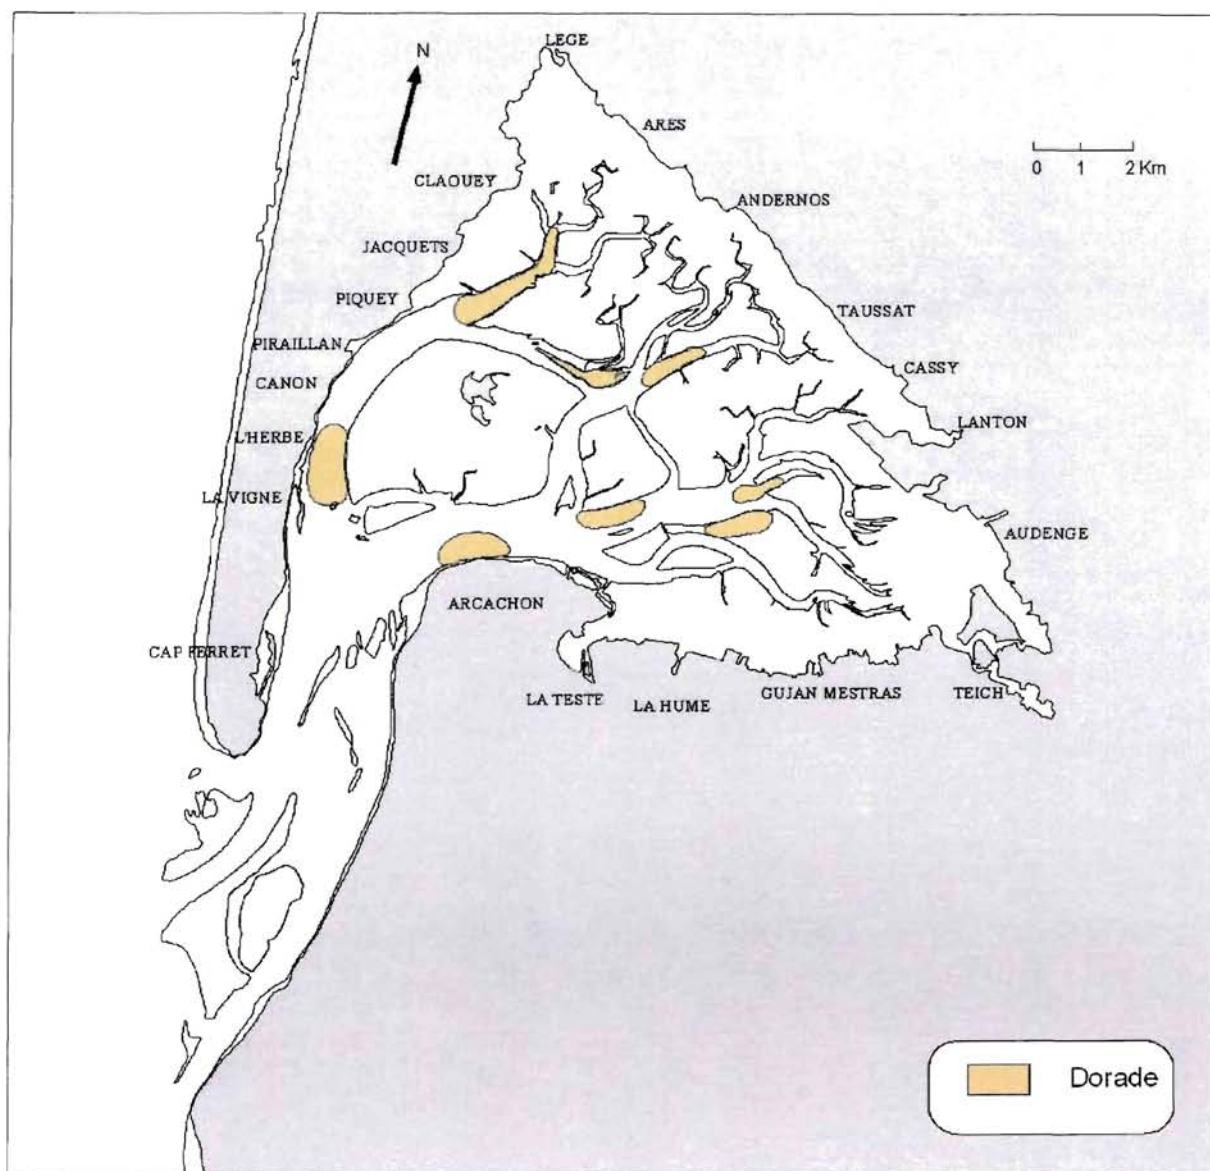 LEGE
N
ARES
0 1 2 Km
CLAOUEY
ANDERNOS
JACQUETS
PIQUEY
TAUSSAT
PIRAILLAN
CASSY
CANON
LANTON
L'HERBE
LA VIGNE
AUDENGE
ARCACHON
CAP FERRET
LA TESTE
LA HUME
GUJAN MESTRAS
TEICH
Dorade